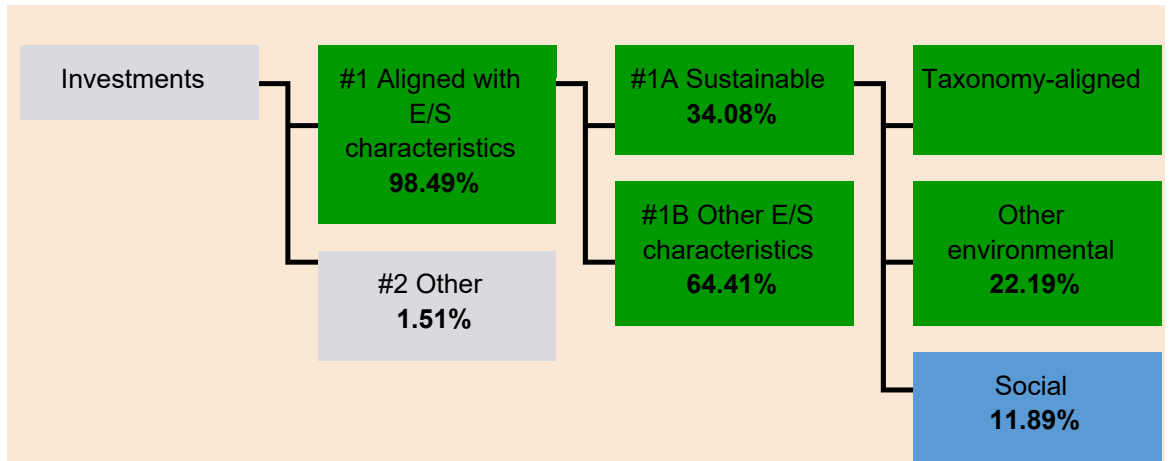 Investments
#1 Aligned with
E/S
characteristics
98.49%
#2 Other
1.51%
#1A Sustainable
34.08%
#1B Other E/S
characteristics
64.41%
Taxonomy-aligned
Other
environmental
22.19%
Social
11.89%